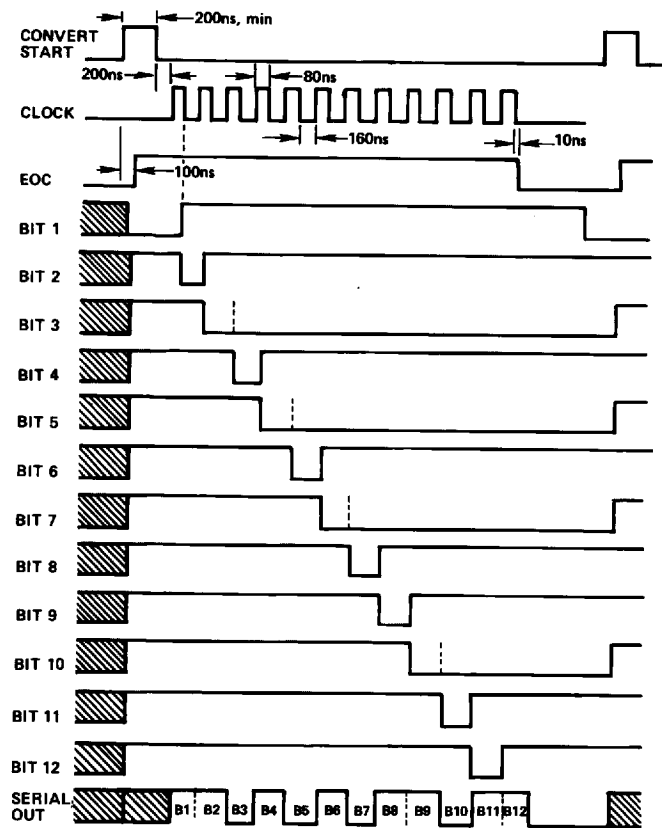 200ns, min
CONVERT
START
200ns
80ns
CLOCK
160ns
10ns
EOC
100ns
BIT 1
BIT 2
BIT 3
BIT 4
BIT 5
BIT 6
BIT 7
BIT 8
BIT 9
BIT 10
BIT 11
BIT 12
SERIAL
OUT
B1 B2 B3 B4 B5 B6 B7 B8 B9 B10 B11 B12